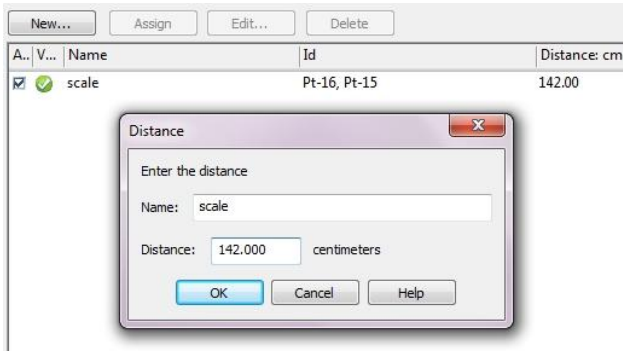 New... Assign Edit... Delete
A.. V... Name Id Distance: cm
scale Pt-16, Pt-15 142.00
Distance
Enter the distance
Name: scale
Distance: 142.000 centimeters
OK Cancel Help